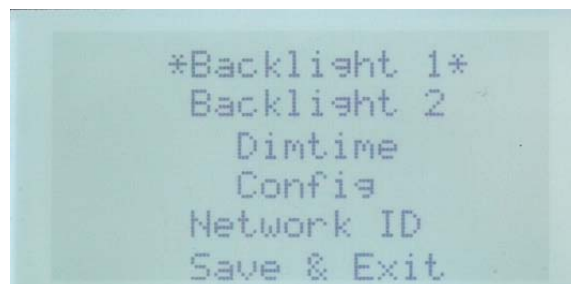 *Backlight 1*
Backlight 2
Dimtime
Config
Network ID
Save & Exit